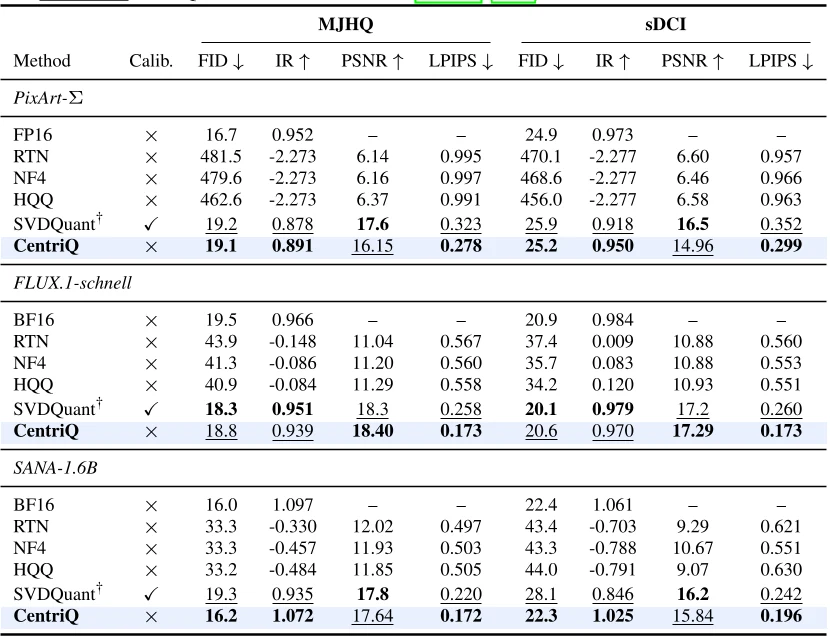 MJHQ sDCI
Method Calib. FID ↓ IR ↑ PSNR ↑ LPIPS ↓ FID ↓ IR ↑ PSNR ↑ LPIPS ↓
PixArt-Σ
FP16 × 16.7 0.952 – – 24.9 0.973 – –
RTN × 481.5 -2.273 6.14 0.995 470.1 -2.277 6.60 0.957
NF4 × 479.6 -2.273 6.16 0.997 468.6 -2.277 6.46 0.966
HQQ × 462.6 -2.273 6.37 0.991 456.0 -2.277 6.58 0.963
SVDQuant† ✓ 19.2 0.878 17.6 0.323 25.9 0.918 16.5 0.352
CentriQ × 19.1 0.891 16.15 0.278 25.2 0.950 14.96 0.299
FLUX.1-schnell
BF16 × 19.5 0.966 – – 20.9 0.984 – –
RTN × 43.9 -0.148 11.04 0.567 37.4 0.009 10.88 0.560
NF4 × 41.3 -0.086 11.20 0.560 35.7 0.083 10.88 0.553
HQQ × 40.9 -0.084 11.29 0.558 34.2 0.120 10.93 0.551
SVDQuant† ✓ 18.3 0.951 18.3 0.258 20.1 0.979 17.2 0.260
CentriQ × 18.8 0.939 18.40 0.173 20.6 0.970 17.29 0.173
SANA-1.6B
BF16 × 16.0 1.097 – – 22.4 1.061 – –
RTN × 33.3 -0.330 12.02 0.497 43.4 -0.703 9.29 0.621
NF4 × 33.3 -0.457 11.93 0.503 43.3 -0.788 10.67 0.551
HQQ × 33.2 -0.484 11.85 0.505 44.0 -0.791 9.07 0.630
SVDQuant† ✓ 19.3 0.935 17.8 0.220 28.1 0.846 16.2 0.242
CentriQ × 16.2 1.072 17.64 0.172 22.3 1.025 15.84 0.196